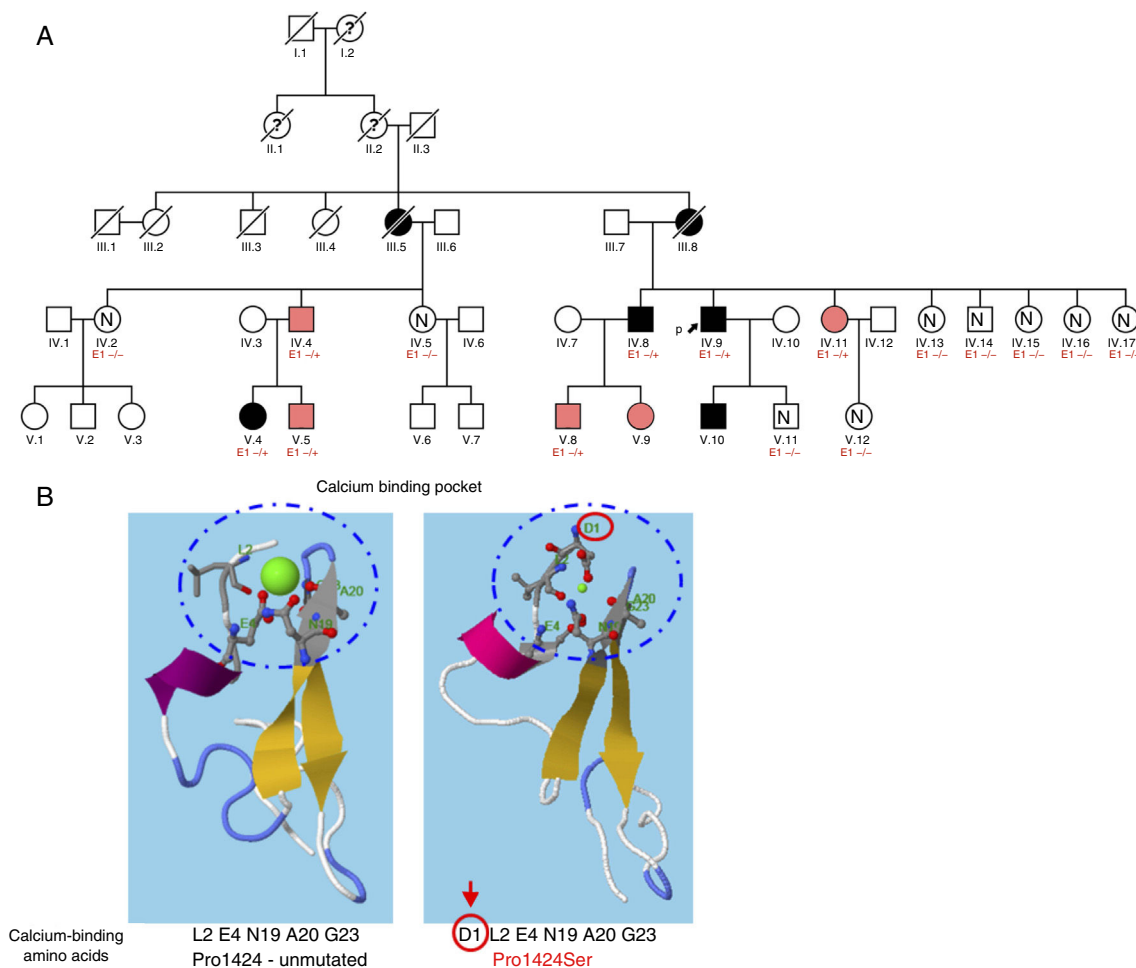 A
? ?
I.1 I.2
? ?
II.1 II.2 II.3
III.1 III.2 III.3 III.4 III.5 III.6 III.7 III.8
N N p N N N N N
IV.1 IV.2 IV.3 IV.4 IV.5 IV.6 IV.7 IV.8 IV.9 IV.10 IV.11 IV.12 IV.13 IV.14 IV.15 IV.16 IV.17
E1 –/– E1 –/+ E1 –/– E1 –/+ E1 –/+ E1 –/+ E1 –/– E1 –/– E1 –/– E1 –/– E1 –/–
N N
V.1 V.2 V.3 V.4 V.5 V.6 V.7 V.8 V.9 V.10 V.11 V.12
E1 –/+ E1 –/+ E1 –/+ E1 –/– E1 –/–
Calcium binding pocket
B
L2 A20 E4 N19
D1 A20 G23 E4
Calcium-binding
amino acids
L2 E4 N19 A20 G23
Pro1424 - unmutated
D1 L2 E4 N19 A20 G23
Pro1424Ser